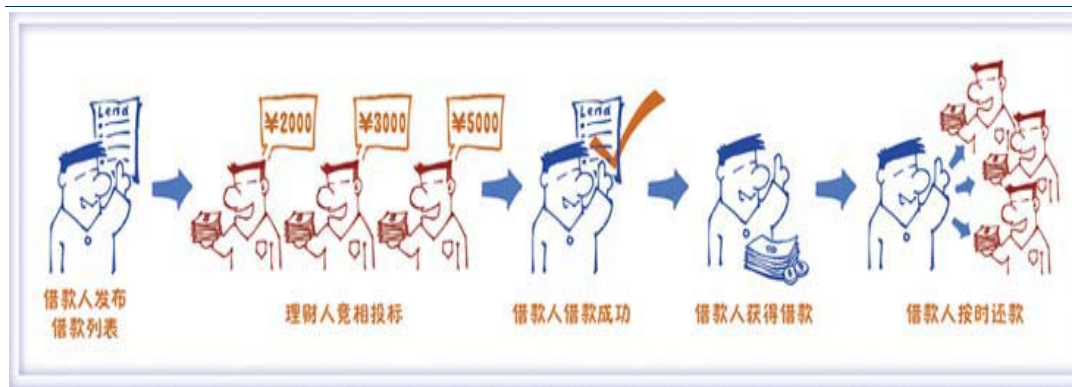 Lend
¥2000
¥3000
¥5000
Lend
借款人发布
借款列表
理财人竞相投标
借款人借款成功
借款人获得借款
借款人按时还款